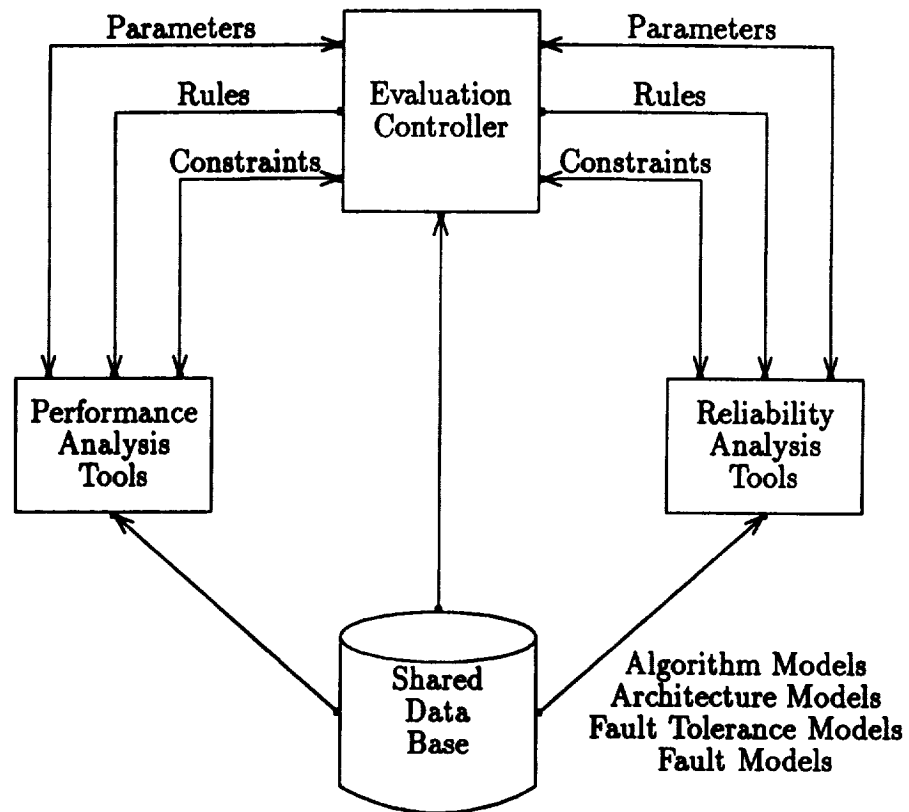 Parameters
Parameters
Evaluation
Controller
Rules
Rules
Constraints
Constraints
Performance
Analysis
Tools
Reliability
Analysis
Tools
Shared
Data
Base
Algorithm Models
Architecture Models
Fault Tolerance Models
Fault Models